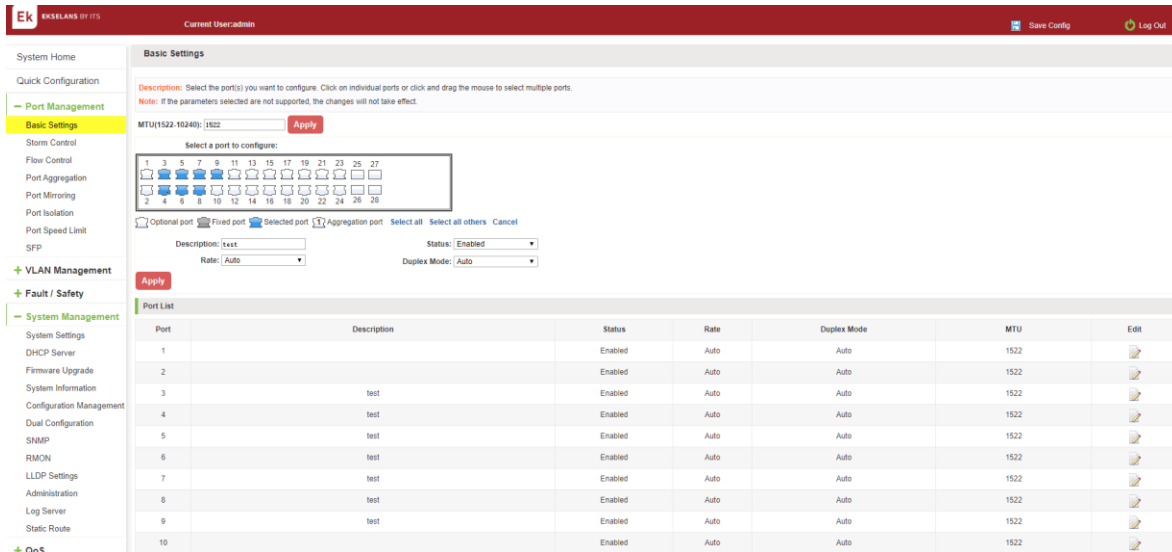 Ek EKSELANS BY ITS
Current User:admin
Save Config
Log Out
System Home
Quick Configuration
Port Management
Basic Settings
Storm Control
Flow Control
Port Aggregation
Port Mirroring
Port Isolation
Port Speed Limit
SFP
VLAN Management
Fault / Safety
System Management
System Settings
DHCP Server
Firmware Upgrade
System Information
Configuration Management
Dual Configuration
SNMP
RMON
LLDP Settings
Administration
Log Server
Static Route
QoS
Basic Settings
Description: Select the port(s) you want to configure. Click on individual ports or click and drag the mouse to select multiple ports.
Note: If the parameters selected are not supported, the changes will not take effect.
MTU(1522-10240): 1522 Apply
Select a port to configure:
1 3 5 7 9 11 13 15 17 19 21 23 25 27
2 4 6 8 10 12 14 16 18 20 22 24 26 28
Optional port Fixed port Selected port 1 Aggregation port Select all Select all others Cancel
Description: test Status: Enabled
Rate: Auto Duplex Mode: Auto
Apply
Port List
Port Description Status Rate Duplex Mode MTU Edit
1 Enabled Auto Auto 1522
2 Enabled Auto Auto 1522
3 test Enabled Auto Auto 1522
4 test Enabled Auto Auto 1522
5 test Enabled Auto Auto 1522
6 test Enabled Auto Auto 1522
7 test Enabled Auto Auto 1522
8 test Enabled Auto Auto 1522
9 test Enabled Auto Auto 1522
10 Enabled Auto Auto 1522